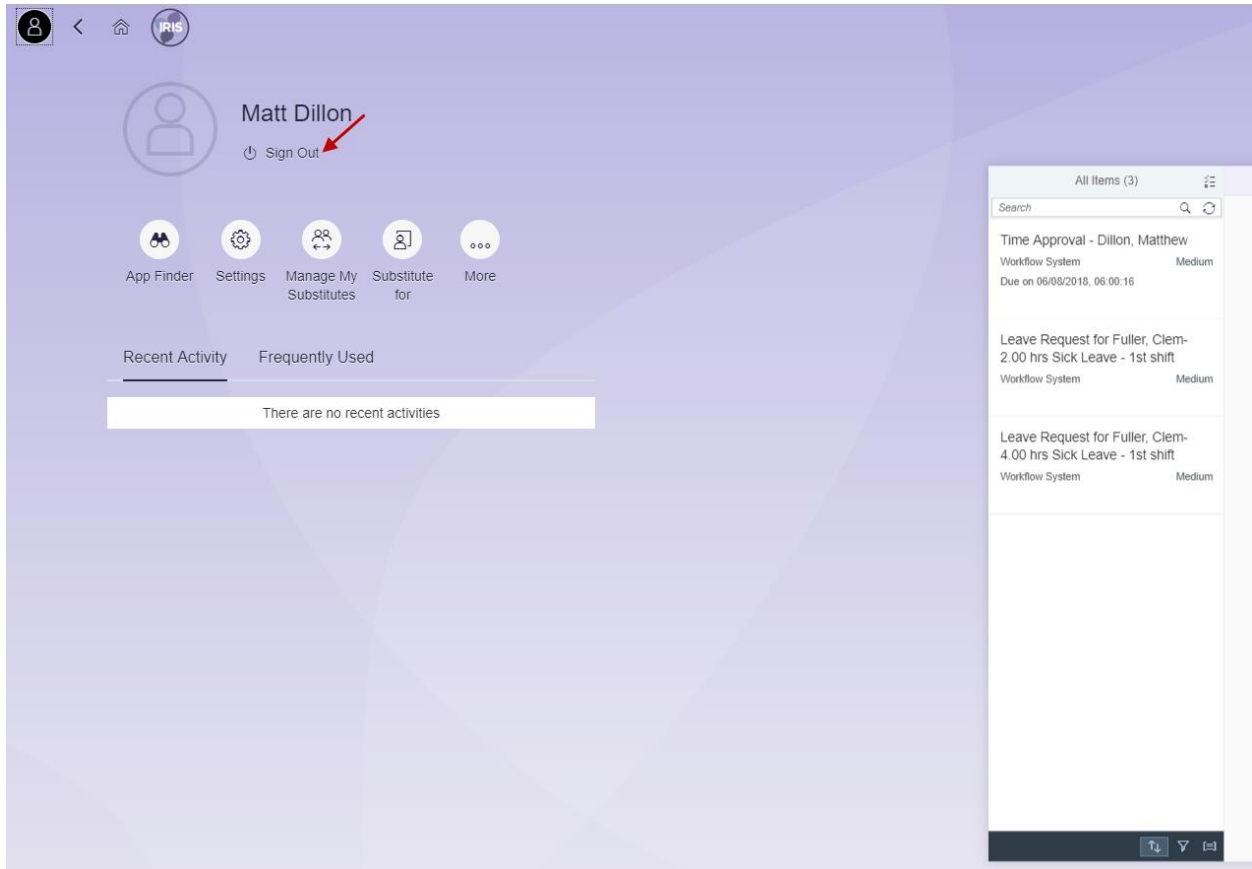 IRIS
Matt Dillon
Sign Out
App Finder
Settings
Manage My
Substitutes
Substitute
for
More
Recent Activity
Frequently Used
There are no recent activities
All Items (3)
Search
Time Approval - Dillon, Matthew
Workflow System Medium
Due on 06/08/2018, 06:00:16
Leave Request for Fuller, Clem-
2.00 hrs Sick Leave - 1st shift
Workflow System Medium
Leave Request for Fuller, Clem-
4.00 hrs Sick Leave - 1st shift
Workflow System Medium